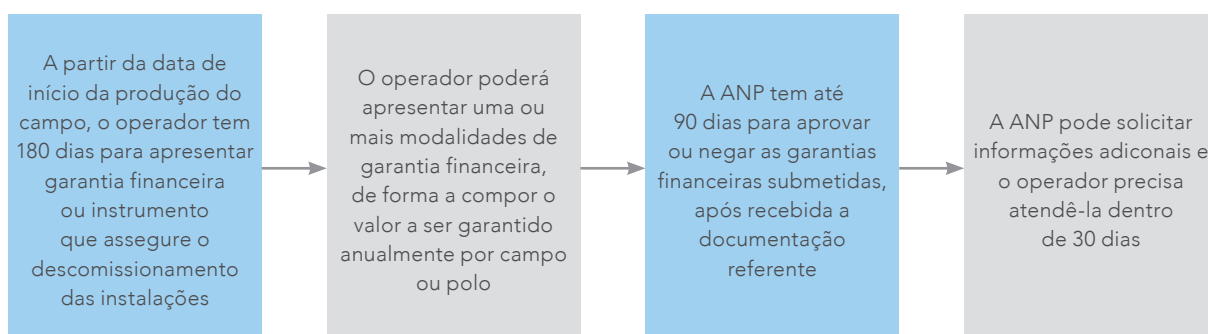 A partir da data de
início da produção do
campo, o operador tem
180 dias para apresentar
garantia financeira
ou instrumento
que assegure o
descomissionamento
das instalações
O operador poderá
apresentar uma ou
mais modalidades de
garantia financeira,
de forma a compor o
valor a ser garantido
anualmente por campo
ou polo
A ANP tem até
90 dias para aprovar
ou negar as garantias
financeiras submetidas,
após recebida a
documentação
referente
A ANP pode solicitar
informações adiconais e
o operador precisa
atendê-la dentro
de 30 dias